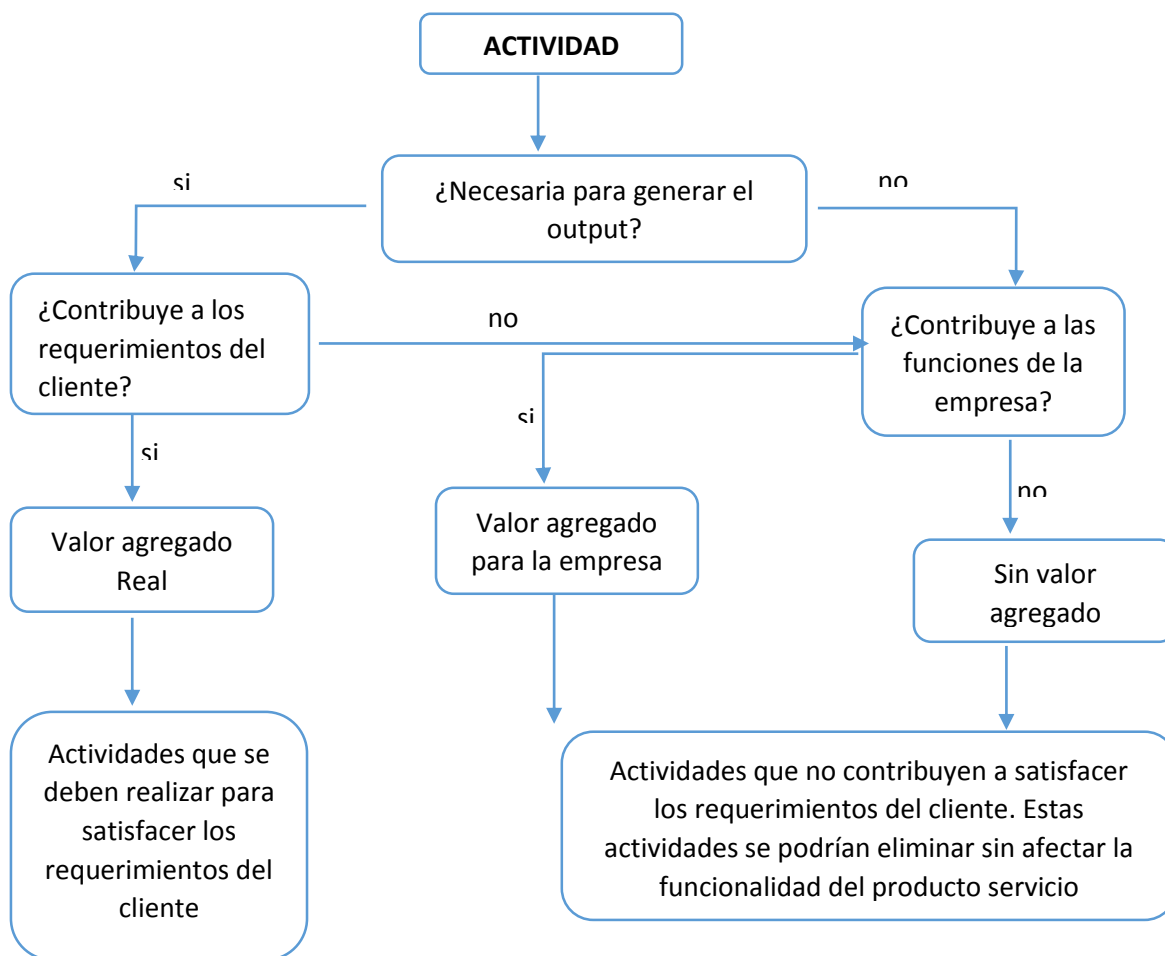 ACTIVIDAD
si
¿Necesaria para generar el
output?
no
¿Contribuye a los
requerimientos del
cliente?
no
¿Contribuye a las
funciones de la
empresa?
si
si
no
Valor agregado
Real
Valor agregado
para la empresa
Sin valor
agregado
Actividades que se
deben realizar para
satisfacer los
requerimientos del
cliente
Actividades que no contribuyen a satisfacer
los requerimientos del cliente. Estas
actividades se podrían eliminar sin afectar la
funcionalidad del producto servicio